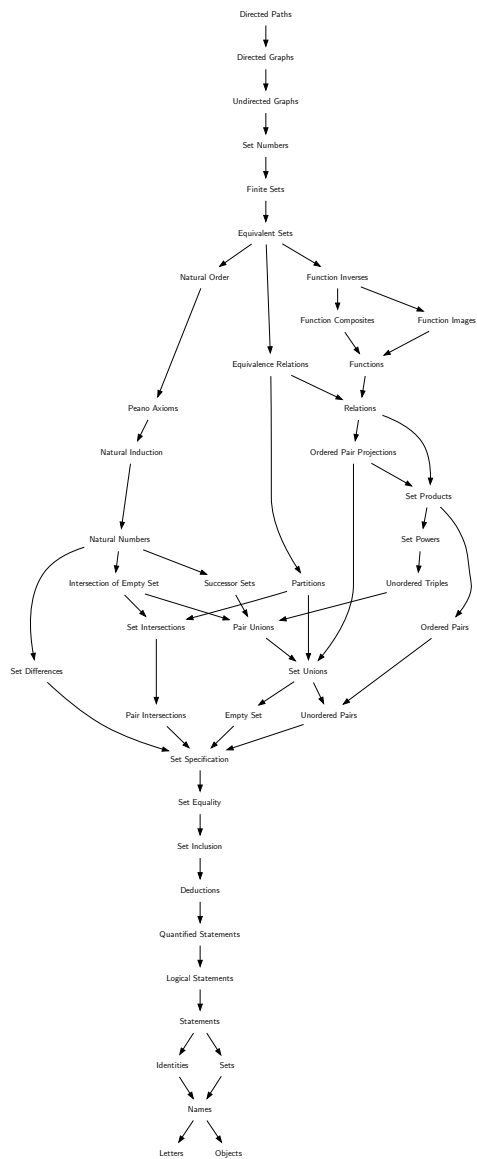 Directed Paths
Directed Graphs
Undirected Graphs
Set Numbers
Finite Sets
Equivalent Sets
Natural Order
Function Inverses
Function Composites
Function Images
Equivalence Relations
Functions
Peano Axioms
Relations
Natural Induction
Ordered Pair Projections
Set Products
Natural Numbers
Set Powers
Intersection of Empty Set
Successor Sets
Partitions
Unordered Triples
Set Intersections
Pair Unions
Ordered Pairs
Set Differences
Set Unions
Pair Intersections
Empty Set
Unordered Pairs
Set Specification
Set Equality
Set Inclusion
Deductions
Quantified Statements
Logical Statements
Statements
Identities
Sets
Names
Letters
Objects